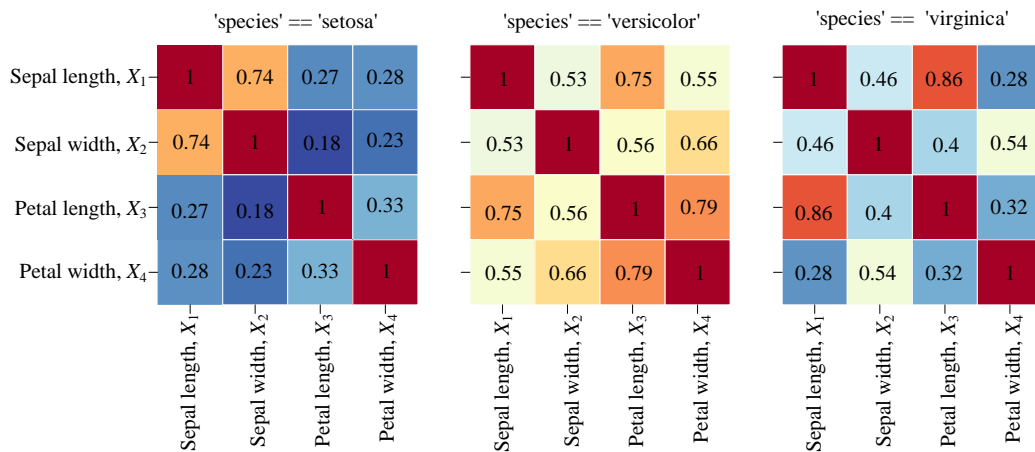 'species' == 'setosa' 'species' == 'versicolor' 'species' == 'virginica'
Sepal length, X1 1 0.74 0.27 0.28 1 0.53 0.75 0.55 1 0.46 0.86 0.28
Sepal width, X2 0.74 1 0.18 0.23 0.53 1 0.56 0.66 0.46 1 0.4 0.54
Petal length, X3 0.27 0.18 1 0.33 0.75 0.56 1 0.79 0.86 0.4 1 0.32
Petal width, X4 0.28 0.23 0.33 1 0.55 0.66 0.79 1 0.28 0.54 0.32 1
Sepal length, X1
Sepal width, X2
Petal length, X3
Petal width, X4
Sepal length, X1
Sepal width, X2
Petal length, X3
Petal width, X4
Sepal length, X1
Sepal width, X2
Petal length, X3
Petal width, X4